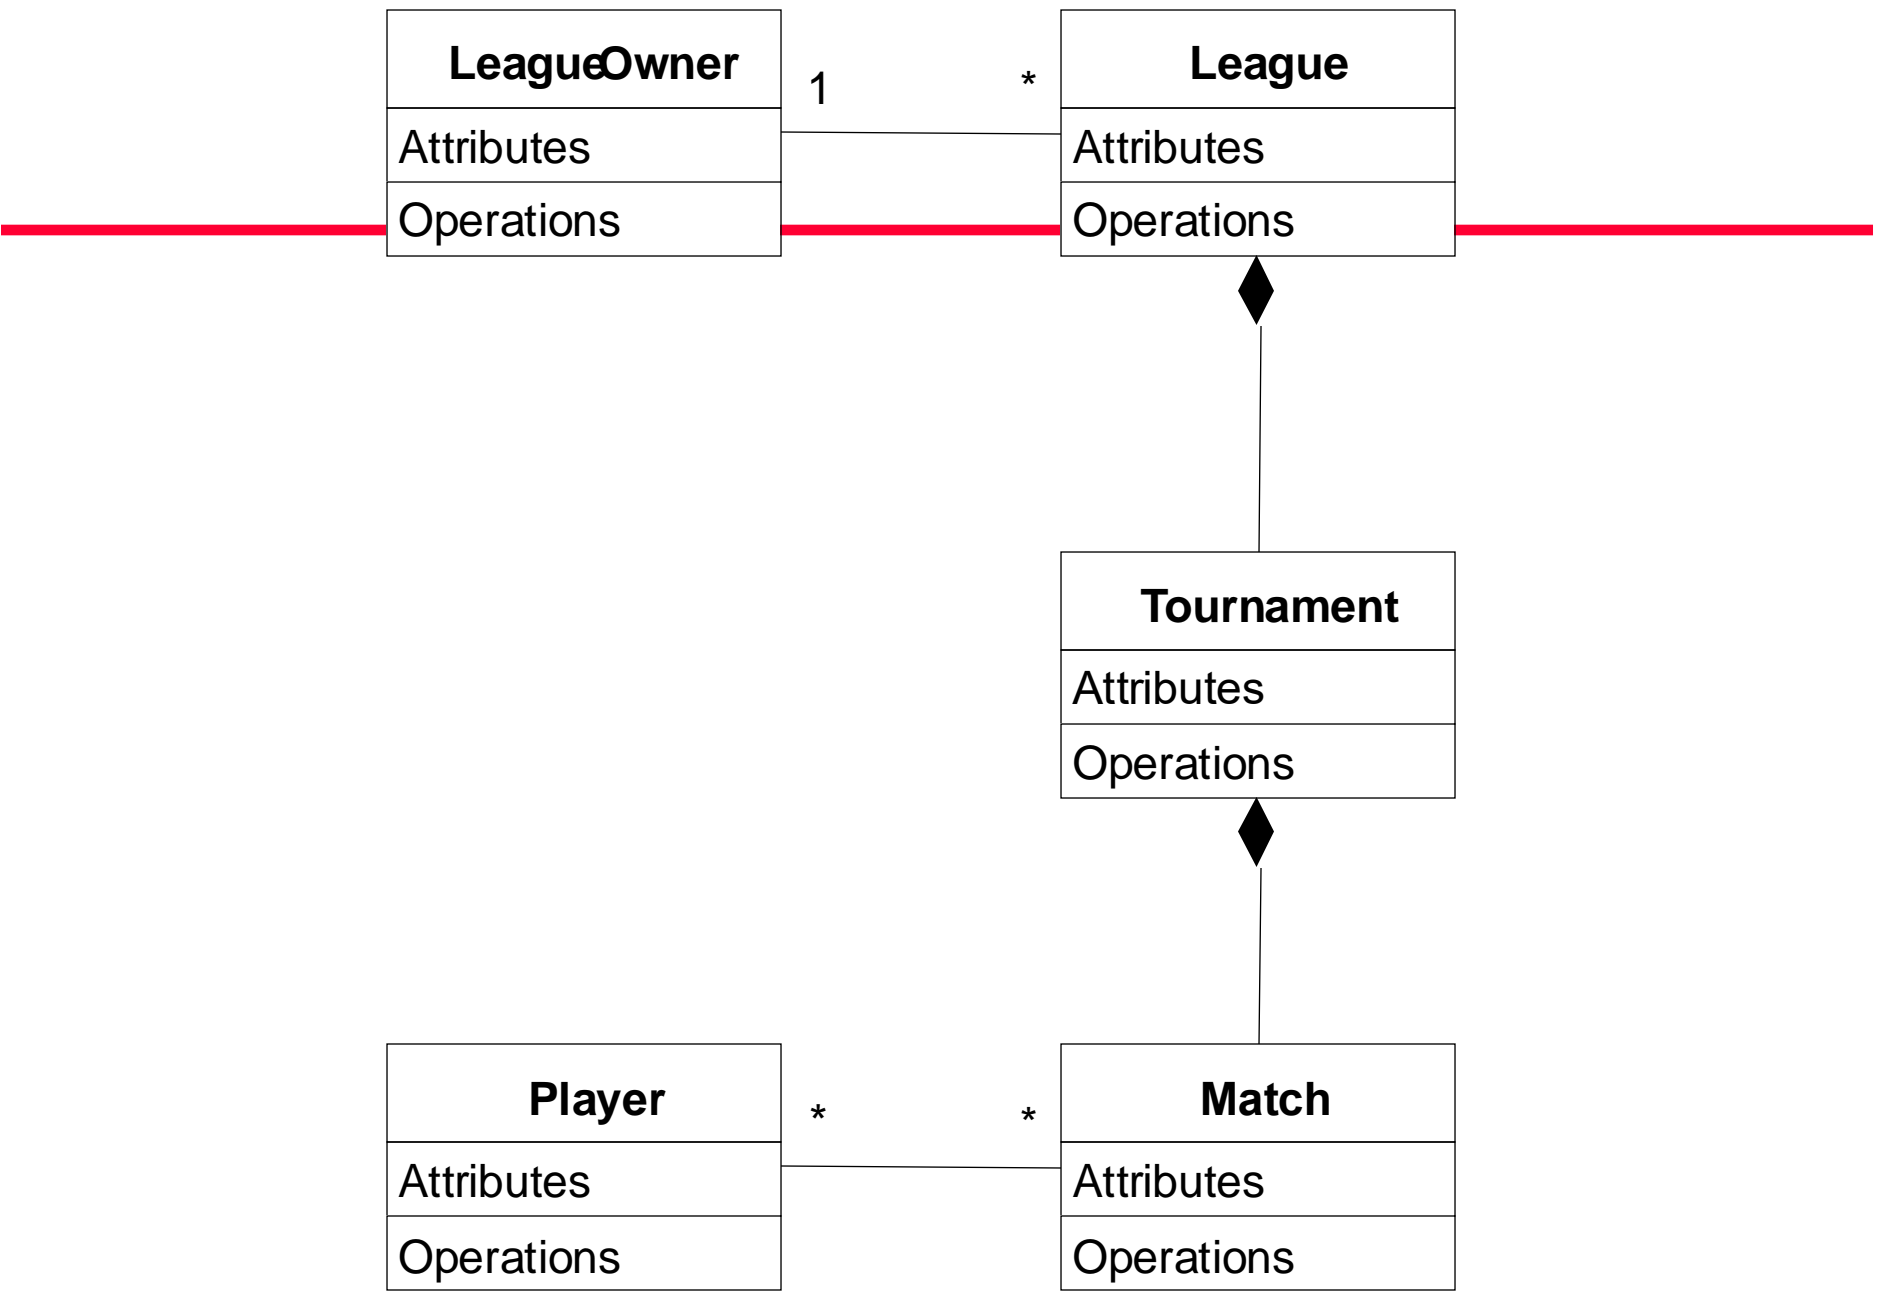 LeagueOwner
1
*
League
Attributes
Attributes
Operations
Operations
Tournament
Attributes
Operations
Player
*
*
Match
Attributes
Attributes
Operations
Operations